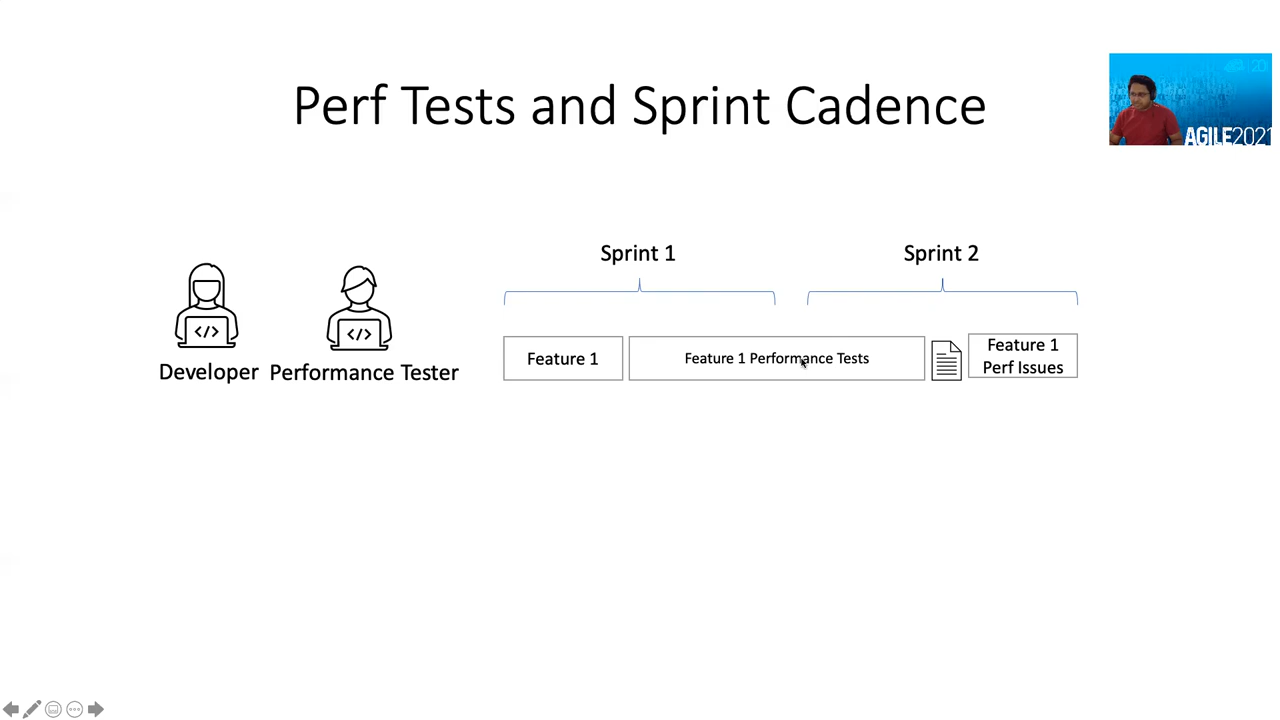 Perf Tests and Sprint Cadence
AGILE2021
Sprint 1
Sprint 2
</>
</>
Feature 1
Feature 1 Performance Tests
Feature 1
Perf Issues
Developer
Performance Tester